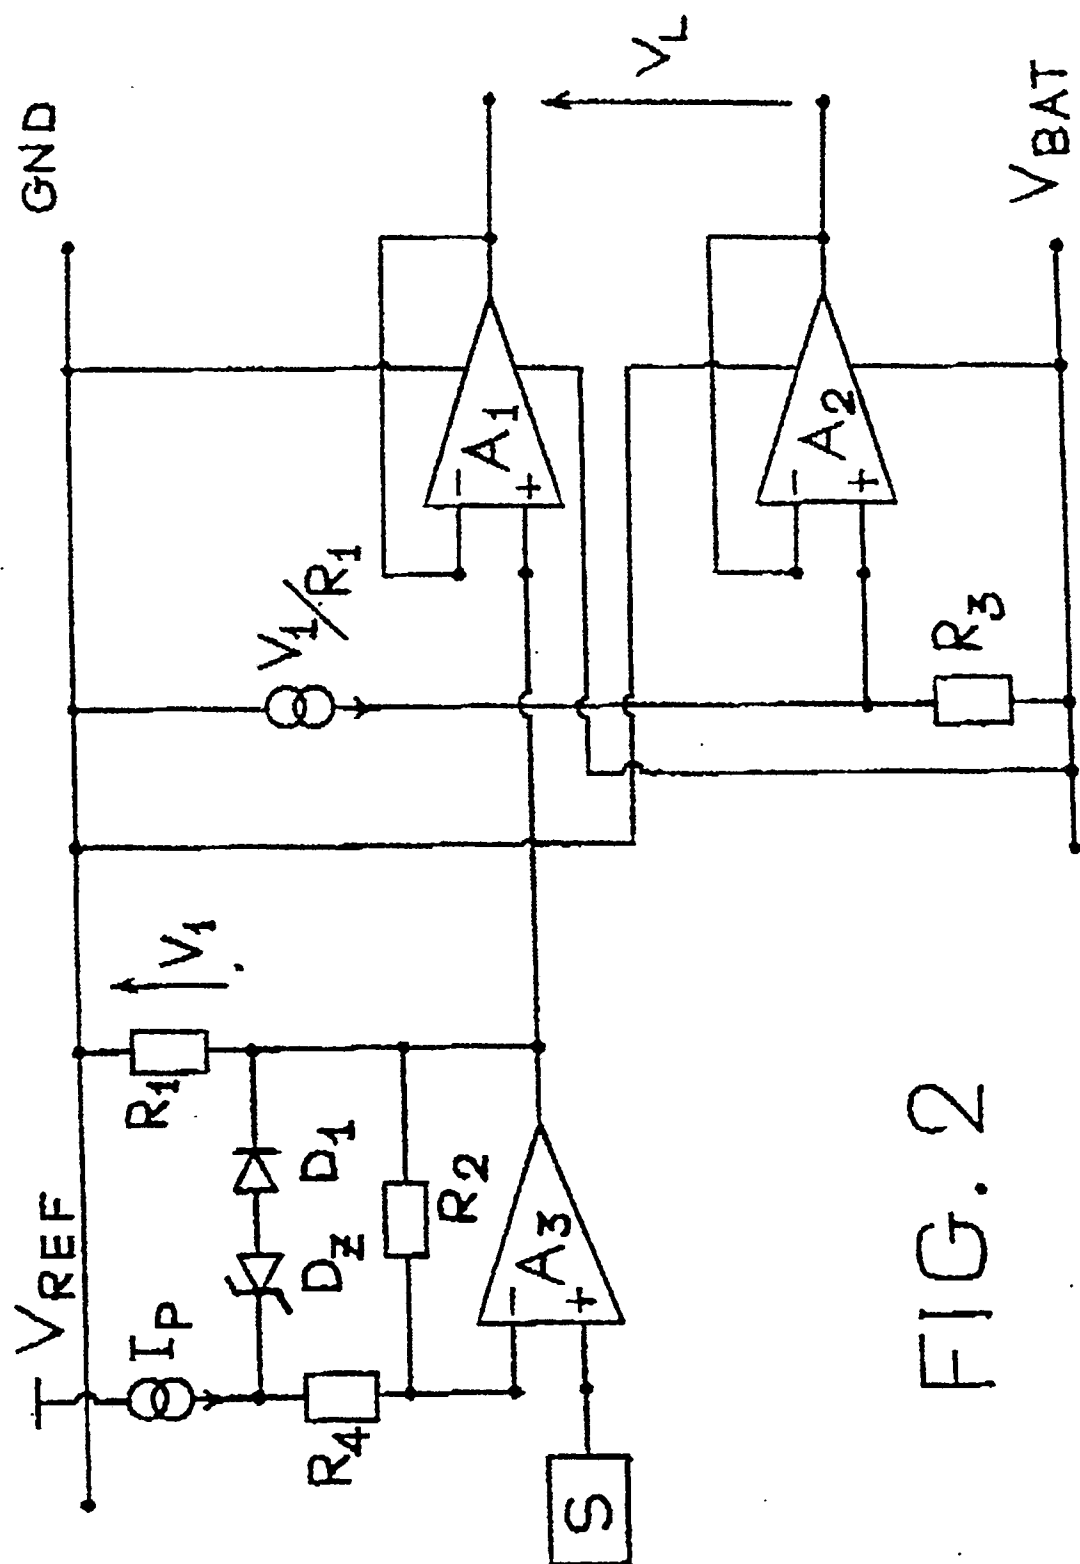 GND
V_REF
V_1
V_1/R_1
V_L
I_P
R_1
D_Z
D_1
R_4
R_2
− +
A_3
− +
A_1
− +
A_2
S
R_3
V_BAT
FIG. 2